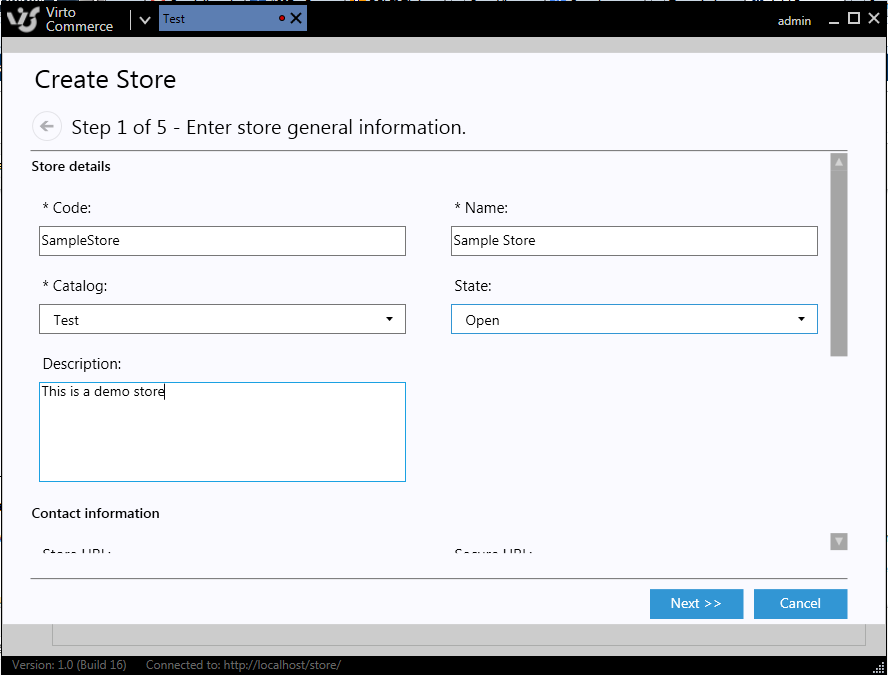 Virto
Commerce
Test
admin
Create Store
Step 1 of 5 - Enter store general information.
Store details
* Code:
* Name:
SampleStore
Sample Store
* Catalog:
State:
Test
Open
Description:
This is a demo store
Contact information
Store URL:
Secure URL:
Next >>
Cancel
Version: 1.0 (Build 16)
Connected to: http://localhost/store/